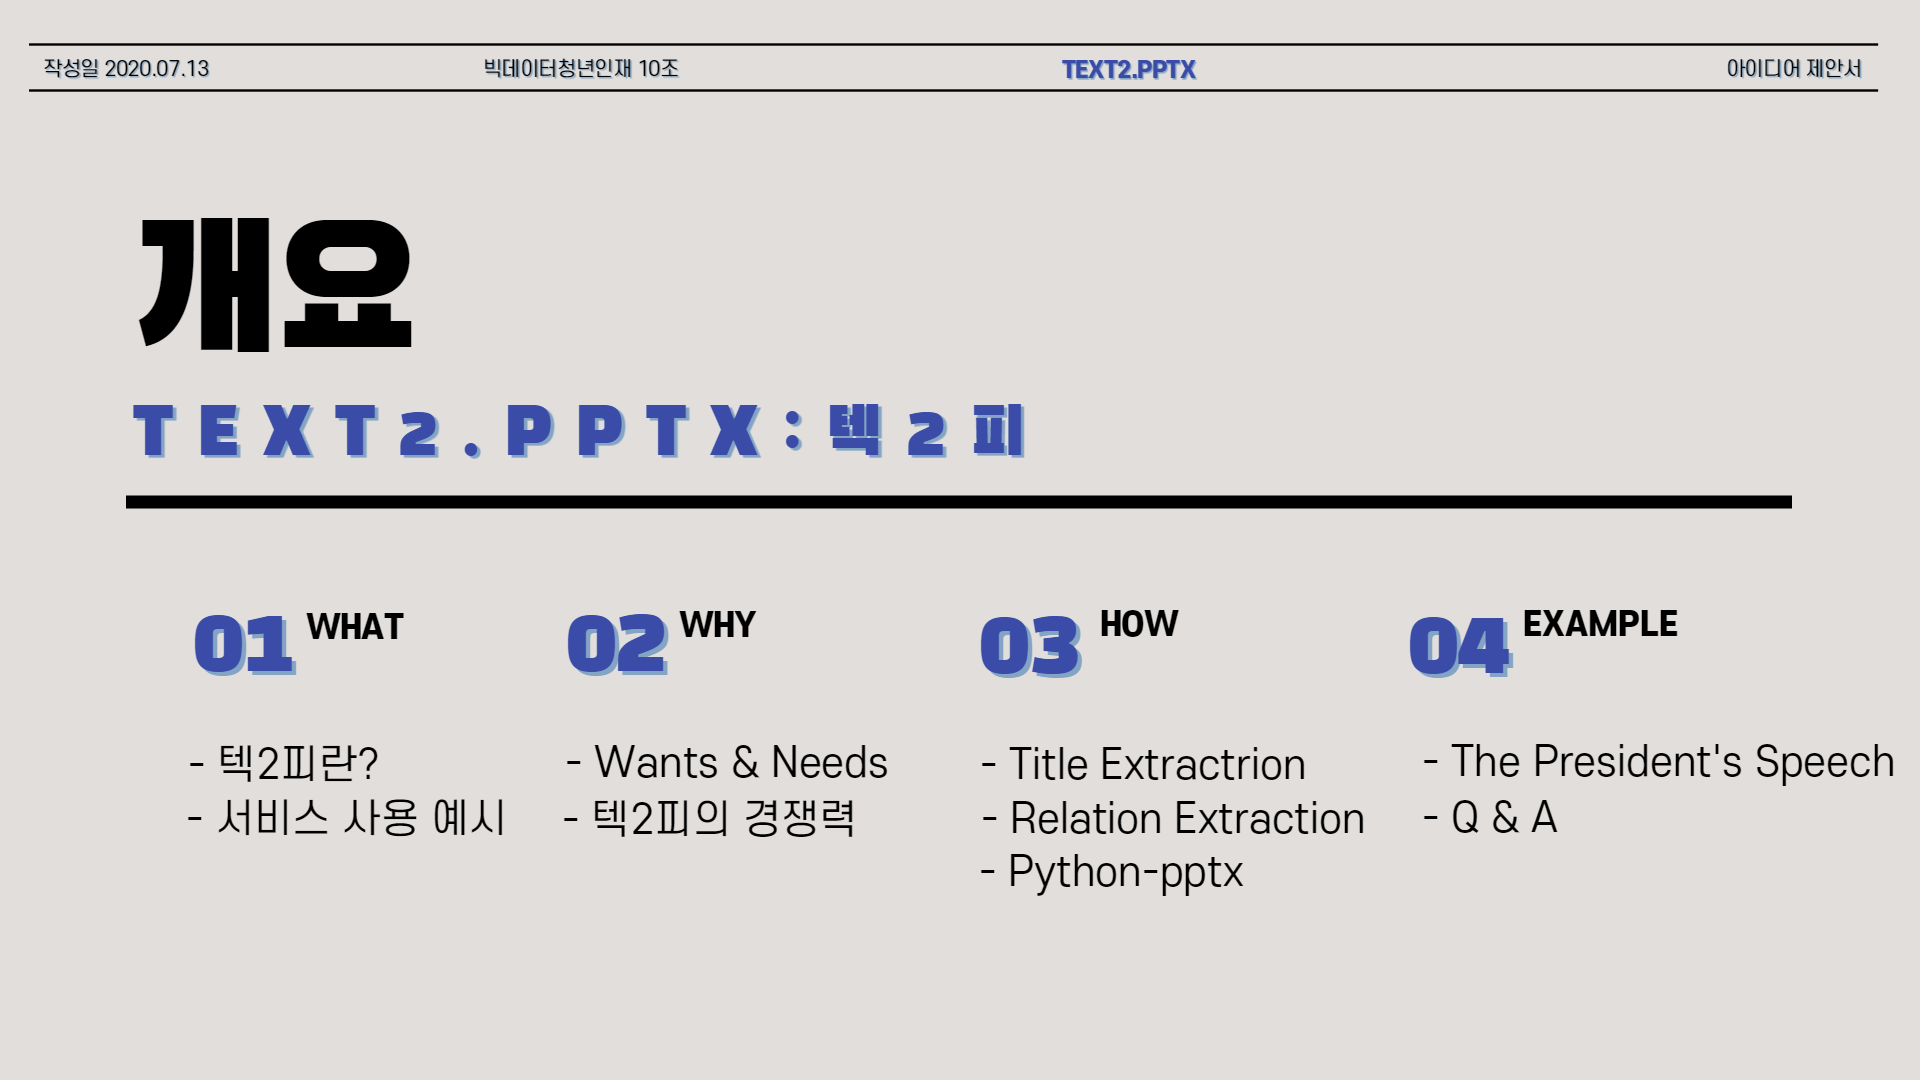 작성일 2020.07.13
빅데이터청년인재 10조
TEXT2.PPTX
아이디어 제안서
개요
TEXT2.PPTX:텍2피
01 WHAT
- 텍2피란?
- 서비스 사용 예시
02 WHY
- Wants & Needs
- 텍2피의 경쟁력
03 HOW
- Title Extractrion
- Relation Extraction
- Python-pptx
04 EXAMPLE
- The President's Speech
- Q & A